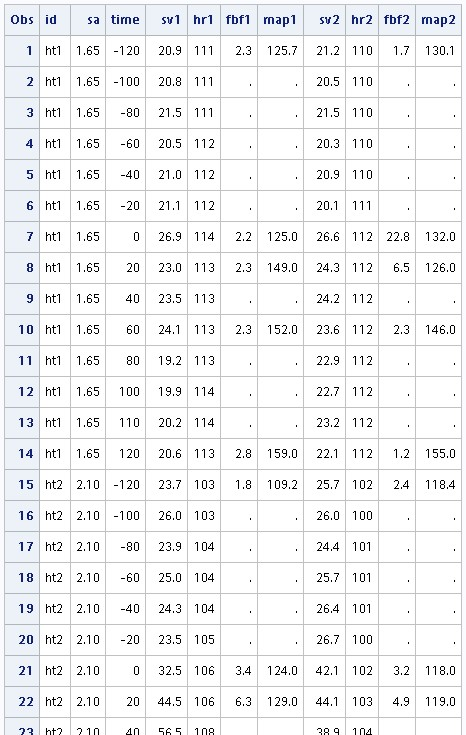 Obs id sa time sv1 hr1 fbf1 map1 sv2 hr2 fbf2 map2
1 ht1 1.65 -120 20.9 111 2.3 125.7 21.2 110 1.7 130.1
2 ht1 1.65 -100 20.8 111 . . 20.5 110 . .
3 ht1 1.65 -80 21.5 111 . . 21.5 110 . .
4 ht1 1.65 -60 20.5 112 . . 20.3 110 . .
5 ht1 1.65 -40 21.0 112 . . 20.9 110 . .
6 ht1 1.65 -20 21.1 112 . . 20.1 111 . .
7 ht1 1.65 0 26.9 114 2.2 125.0 26.6 112 22.8 132.0
8 ht1 1.65 20 23.0 113 2.3 149.0 24.3 112 6.5 126.0
9 ht1 1.65 40 23.5 113 . . 24.2 112 . .
10 ht1 1.65 60 24.1 113 2.3 152.0 23.6 112 2.3 146.0
11 ht1 1.65 80 19.2 113 . . 22.9 112 . .
12 ht1 1.65 100 19.9 114 . . 22.7 112 . .
13 ht1 1.65 110 20.2 114 . . 23.2 112 . .
14 ht1 1.65 120 20.6 113 2.8 159.0 22.1 112 1.2 155.0
15 ht2 2.10 -120 23.7 103 1.8 109.2 25.7 102 2.4 118.4
16 ht2 2.10 -100 26.0 103 . . 26.0 100 . .
17 ht2 2.10 -80 23.9 104 . . 24.4 101 . .
18 ht2 2.10 -60 25.0 104 . . 25.7 101 . .
19 ht2 2.10 -40 24.3 104 . . 26.4 101 . .
20 ht2 2.10 -20 23.5 105 . . 26.7 100 . .
21 ht2 2.10 0 32.5 106 3.4 124.0 42.1 102 3.2 118.0
22 ht2 2.10 20 44.5 106 6.3 129.0 44.1 103 4.9 119.0
23 ht2 2.10 40 56.5 108 . . 38.9 104 . .